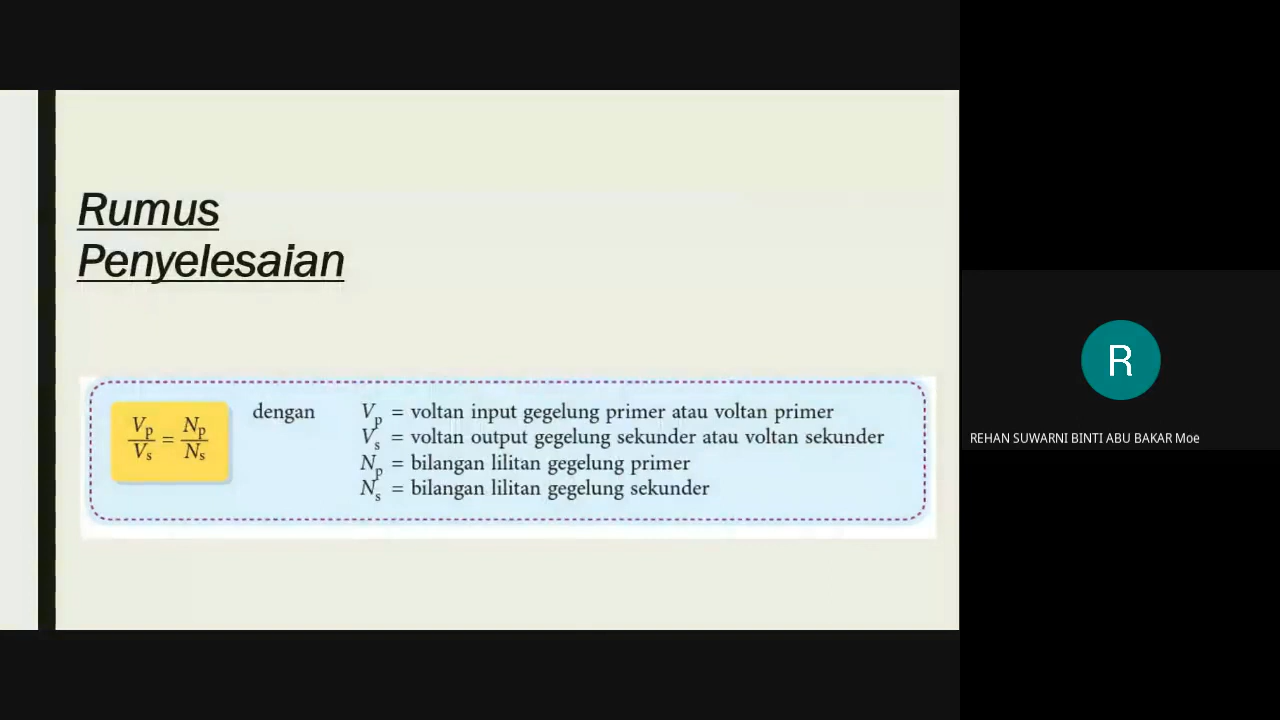 Rumus
Penyelesaian
Vp/Vs = Np/Ns
dengan
Vp = voltan input gegelung primer atau voltan primer
Vs = voltan output gegelung sekunder atau voltan sekunder
Np = bilangan lilitan gegelung primer
Ns = bilangan lilitan gegelung sekunder
R
REHAN SUWARNI BINTI ABU BAKAR Moe